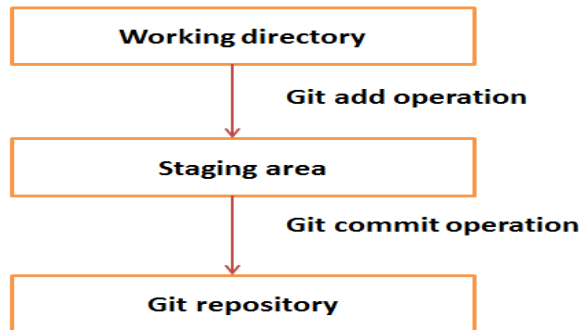 Working directory
Git add operation
Staging area
Git commit operation
Git repository